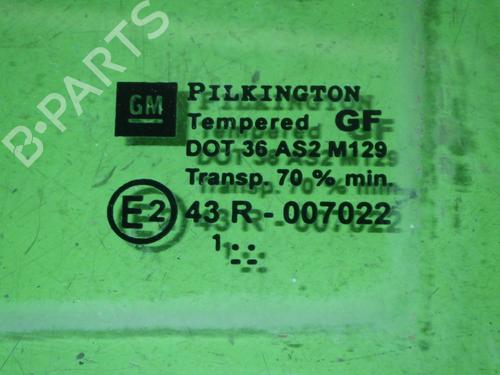 B-PARTS
GM PILKINGTON
Tempered GF
DOT 36 AS2 M129
Transp. 70 % min.
E2 43 R - 007022
1